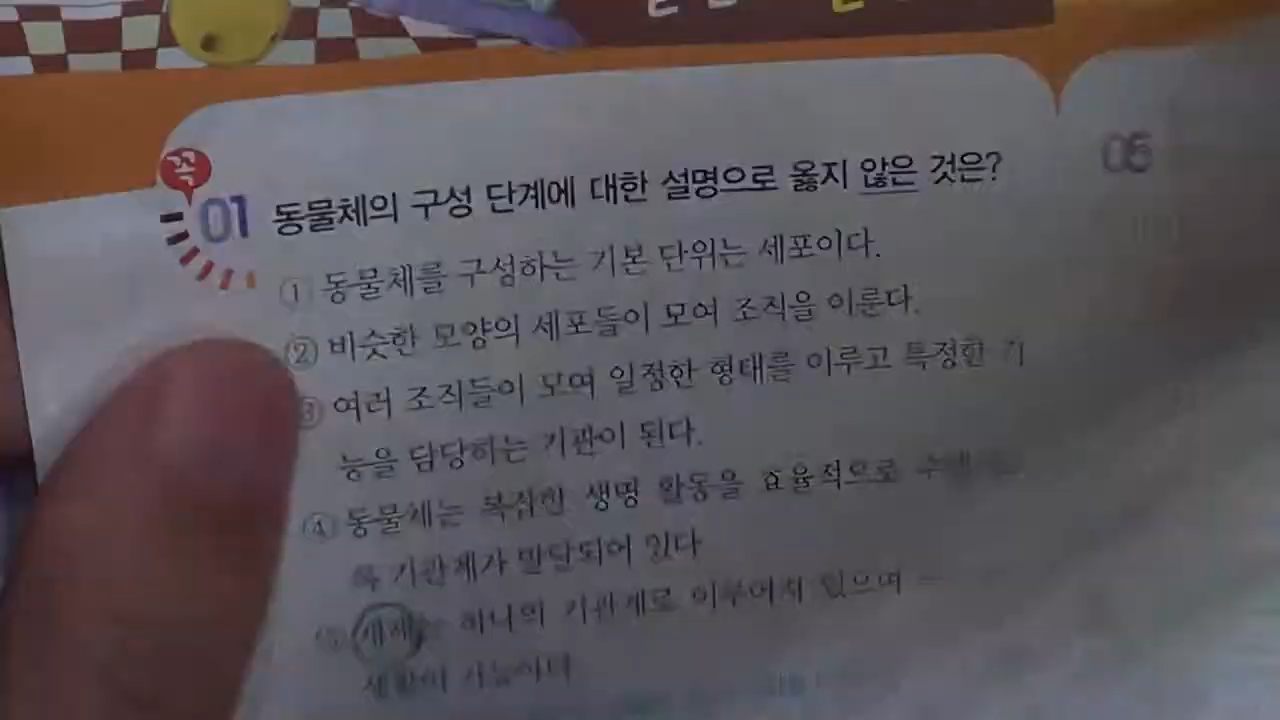 꼭
01 동물체의 구성 단계에 대한 설명으로 옳지 않은 것은?
05
① 동물체를 구성하는 기본 단위는 세포이다.
② 비슷한 모양의 세포들이 모여 조직을 이룬다.
③ 여러 조직들이 모여 일정한 형태를 이루고 특정한 기
능을 담당하는 기관이 된다.
④ 동물체는 복잡한 생명 활동을 효율적으로
록 기관계가 발달되어 있다
⑤ 하나의 기관계로 이루어져 있으며